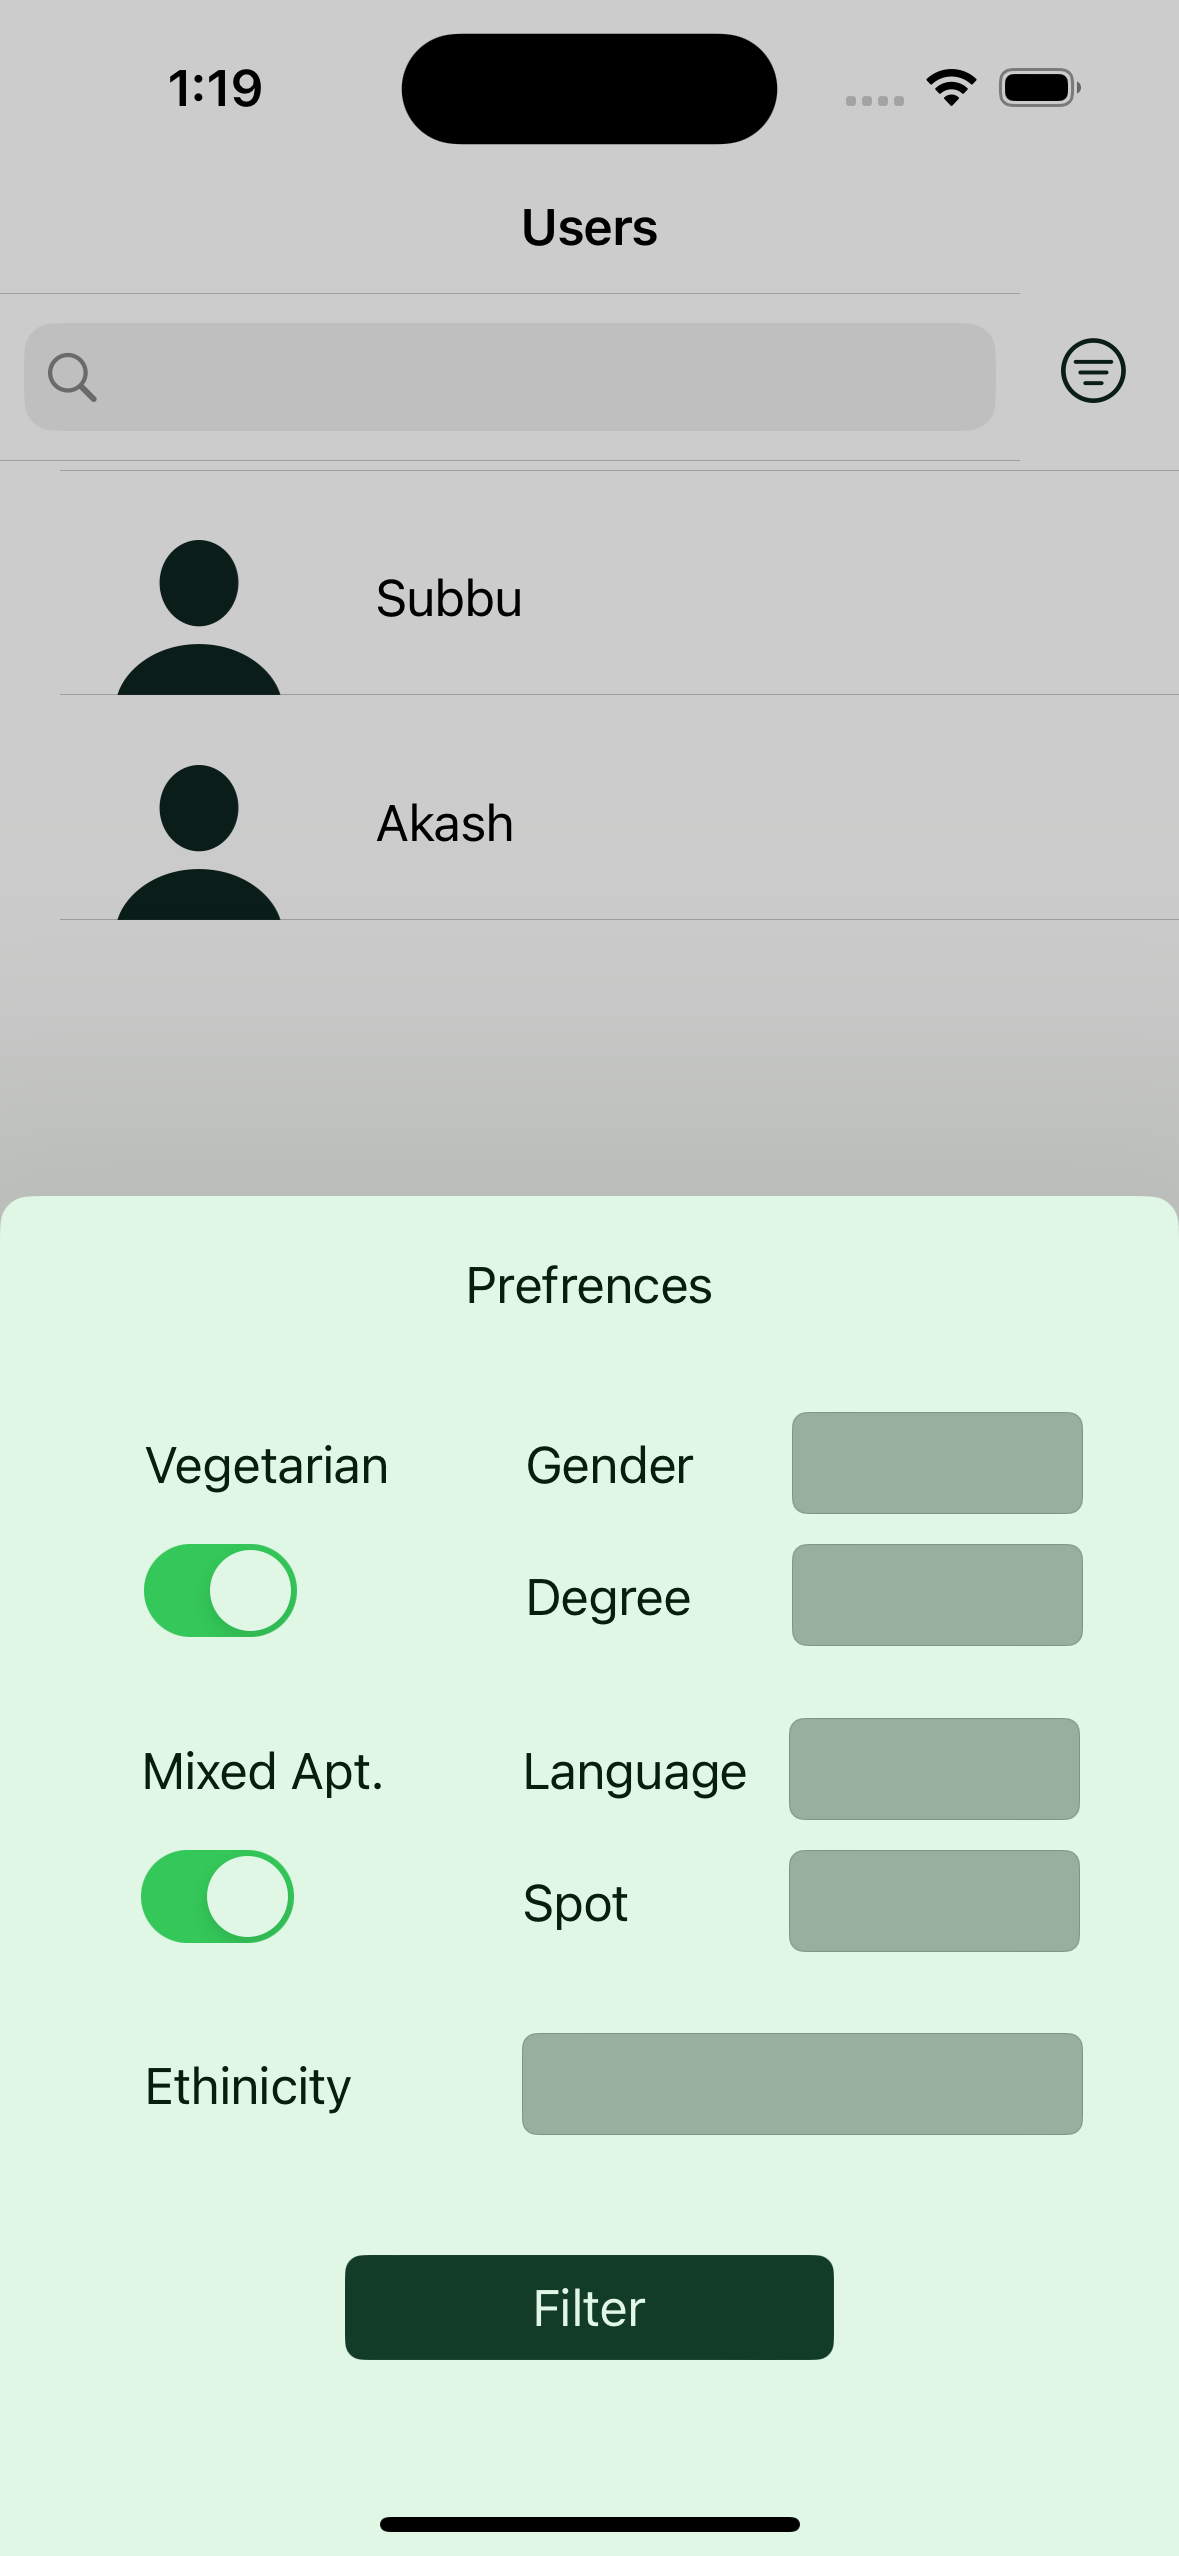 1:19
Users
Subbu
Akash
Prefrences
Vegetarian
Gender
Degree
Mixed Apt.
Language
Spot
Ethinicity
Filter